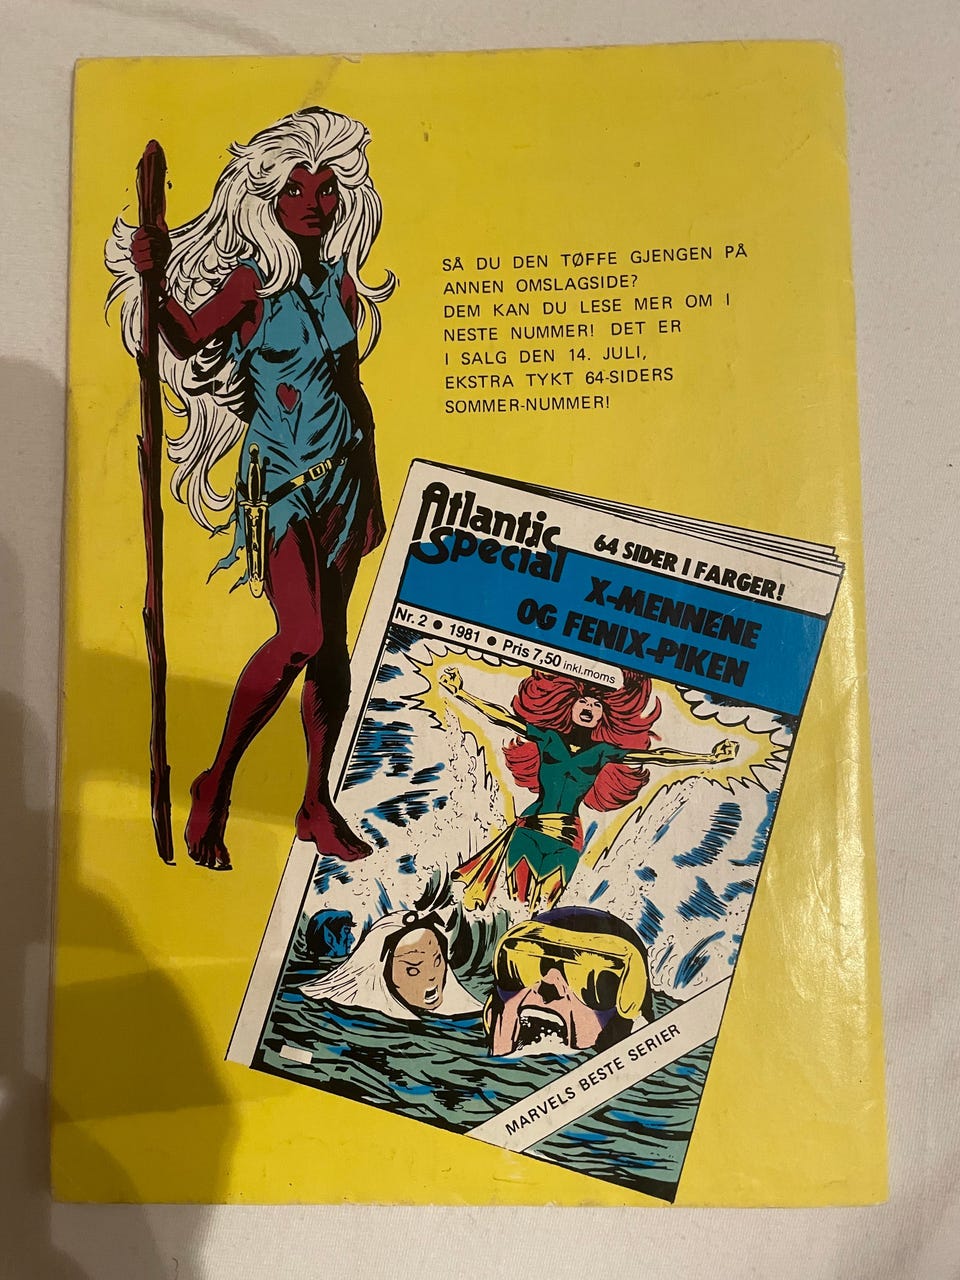 SÅ DU DEN TØFFE GJENGEN PÅ
ANNEN OMSLAGSIDE?
DEM KAN DU LESE MER OM I
NESTE NUMMER! DET ER
I SALG DEN 14. JULI,
EKSTRA TYKT 64-SIDERS
SOMMER-NUMMER!
Atlantic
Special
64 SIDER I FARGER!
X-MENNENE
OG FENIX-PIKEN
Nr. 2 • 1981 • Pris 7,50 inkl.moms
MARVELS BESTE SERIER